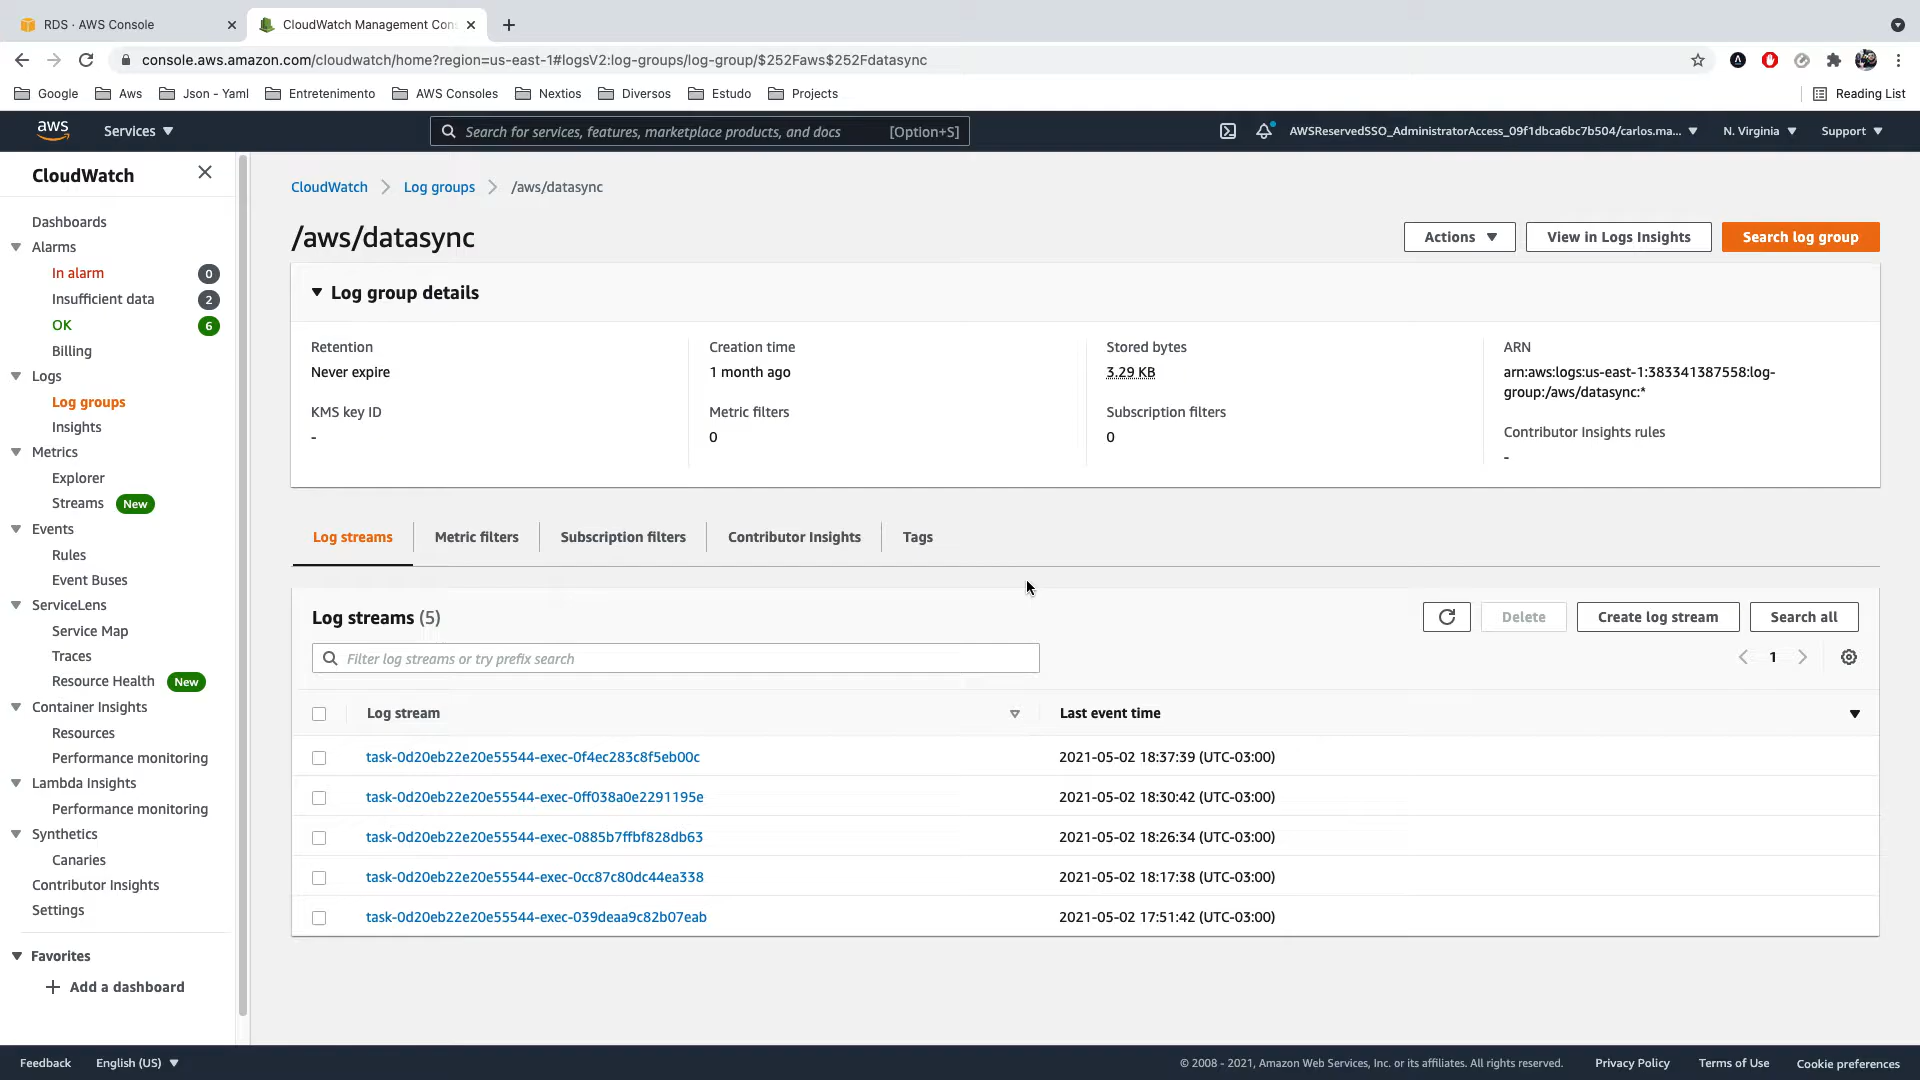 RDS · AWS Console
CloudWatch Management Con
console.aws.amazon.com/cloudwatch/home?region=us-east-1#logsV2:log-groups/log-group/$252Faws$252Fdatasync
Google Aws Json - Yaml Entretenimento AWS Consoles Nextios Diversos Estudo Projects Reading List
aws Services Search for services, features, marketplace products, and docs [Option+S] AWSReservedSSO_AdministratorAccess_09f1dbca6bc7b504/carlos.ma... N. Virginia Support
CloudWatch
Dashboards
Alarms
In alarm 0
Insufficient data 2
OK 6
Billing
Logs
Log groups
Insights
Metrics
Explorer
Streams New
Events
Rules
Event Buses
ServiceLens
Service Map
Traces
Resource Health New
Container Insights
Resources
Performance monitoring
Lambda Insights
Performance monitoring
Synthetics
Canaries
Contributor Insights
Settings
Favorites
Add a dashboard
CloudWatch Log groups /aws/datasync
/aws/datasync
Actions View in Logs Insights Search log group
Log group details
Retention
Never expire
KMS key ID
-
Creation time
1 month ago
Metric filters
0
Stored bytes
3.29 KB
Subscription filters
0
ARN
arn:aws:logs:us-east-1:383341387558:log-
group:/aws/datasync:*
Contributor Insights rules
-
Log streams Metric filters Subscription filters Contributor Insights Tags
Log streams (5)
Delete Create log stream Search all
Filter log streams or try prefix search
1
Log stream Last event time
task-0d20eb22e20e55544-exec-0f4ec283c8f5eb00c 2021-05-02 18:37:39 (UTC-03:00)
task-0d20eb22e20e55544-exec-0ff038a0e2291195e 2021-05-02 18:30:42 (UTC-03:00)
task-0d20eb22e20e55544-exec-0885b7ffbf828db63 2021-05-02 18:26:34 (UTC-03:00)
task-0d20eb22e20e55544-exec-0cc87c80dc44ea338 2021-05-02 18:17:38 (UTC-03:00)
task-0d20eb22e20e55544-exec-039deaa9c82b07eab 2021-05-02 17:51:42 (UTC-03:00)
Feedback English (US) © 2008 - 2021, Amazon Web Services, Inc. or its affiliates. All rights reserved. Privacy Policy Terms of Use Cookie preferences